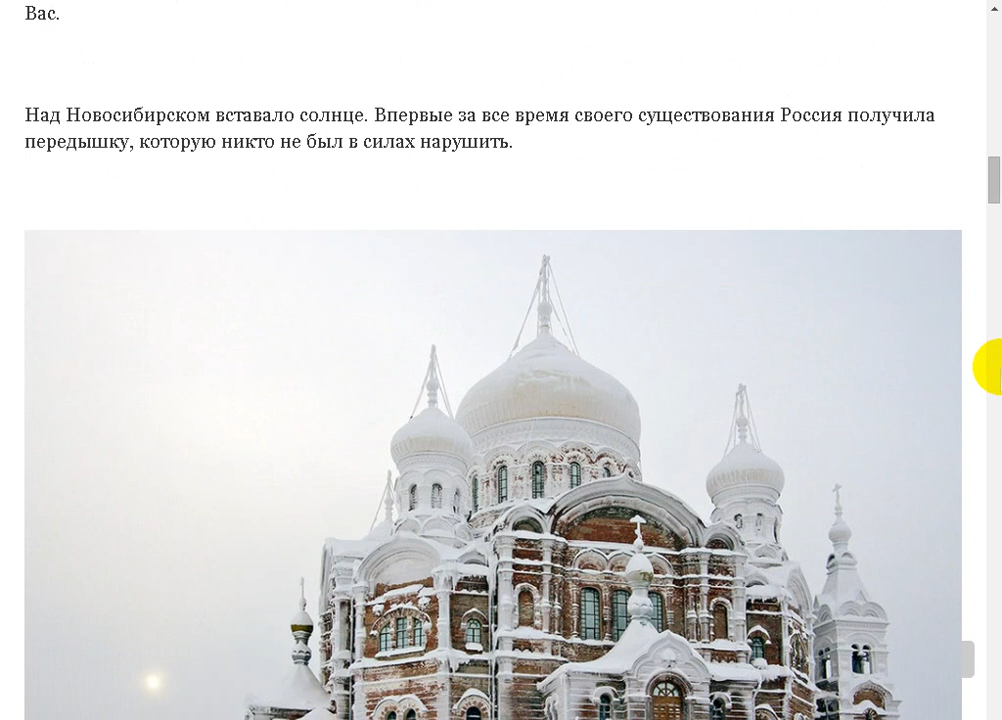 Вас.
Над Новосибирском вставало солнце. Впервые за все время своего существования Россия получила
передышку, которую никто не был в силах нарушить.